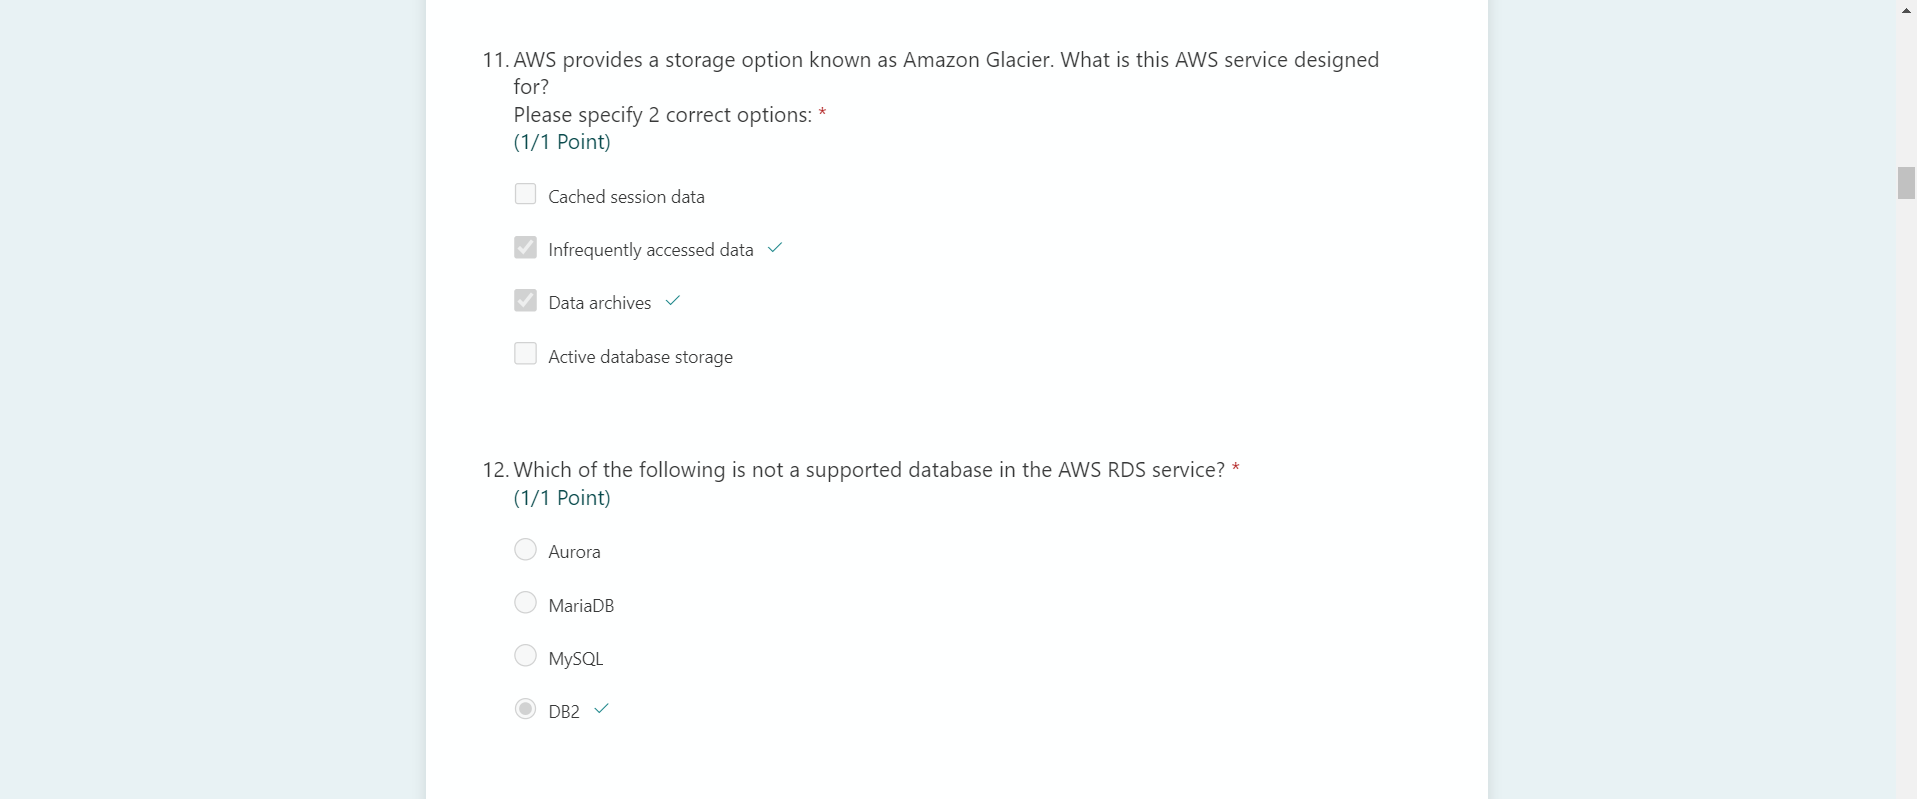 11. AWS provides a storage option known as Amazon Glacier. What is this AWS service designed
for?
Please specify 2 correct options: *
(1/1 Point)
Cached session data
Infrequently accessed data
Data archives
Active database storage
12. Which of the following is not a supported database in the AWS RDS service? *
(1/1 Point)
Aurora
MariaDB
MySQL
DB2